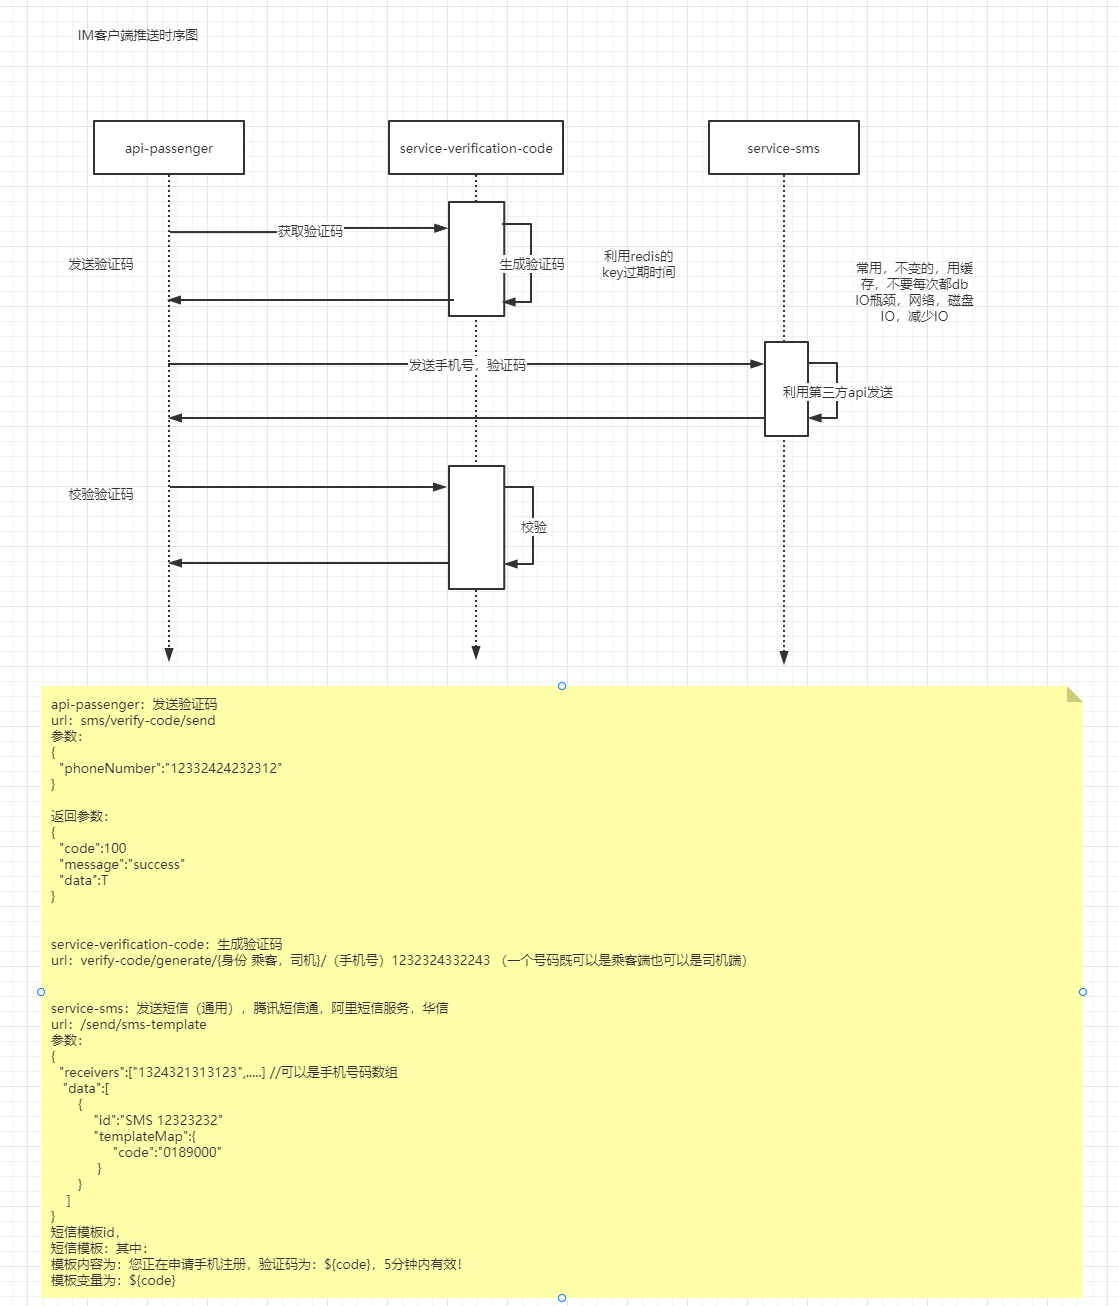 IM客户端推送时序图
api-passenger
service-verification-code
service-sms
获取验证码
发送验证码
生成验证码
利用redis的
key过期时间
常用，不变的，用缓
存，不要每次都db
IO瓶颈，网络，磁盘
IO，减少IO
发送手机号，验证码
利用第三方api发送
校验验证码
校验
api-passenger：发送验证码
url：sms/verify-code/send
参数：
{
"phoneNumber":"12332424232312"
}
返回参数：
{
"code":100
"message":"success"
"data":T
}
service-verification-code：生成验证码
url：verify-code/generate/{身份 乘客，司机}/（手机号）1232324332243 （一个号码既可以是乘客端也可以是司机端）
service-sms：发送短信（通用），腾讯短信通，阿里短信服务，华信
url：/send/sms-template
参数：
{
"receivers":["1324321313123",.....] //可以是手机号码数组
"data":[
{
"id":"SMS 12323232"
"templateMap":{
"code":"0189000"
}
}
]
}
短信模板id，
短信模板：其中：
模板内容为：您正在申请手机注册，验证码为：${code}，5分钟内有效！
模板变量为：${code}